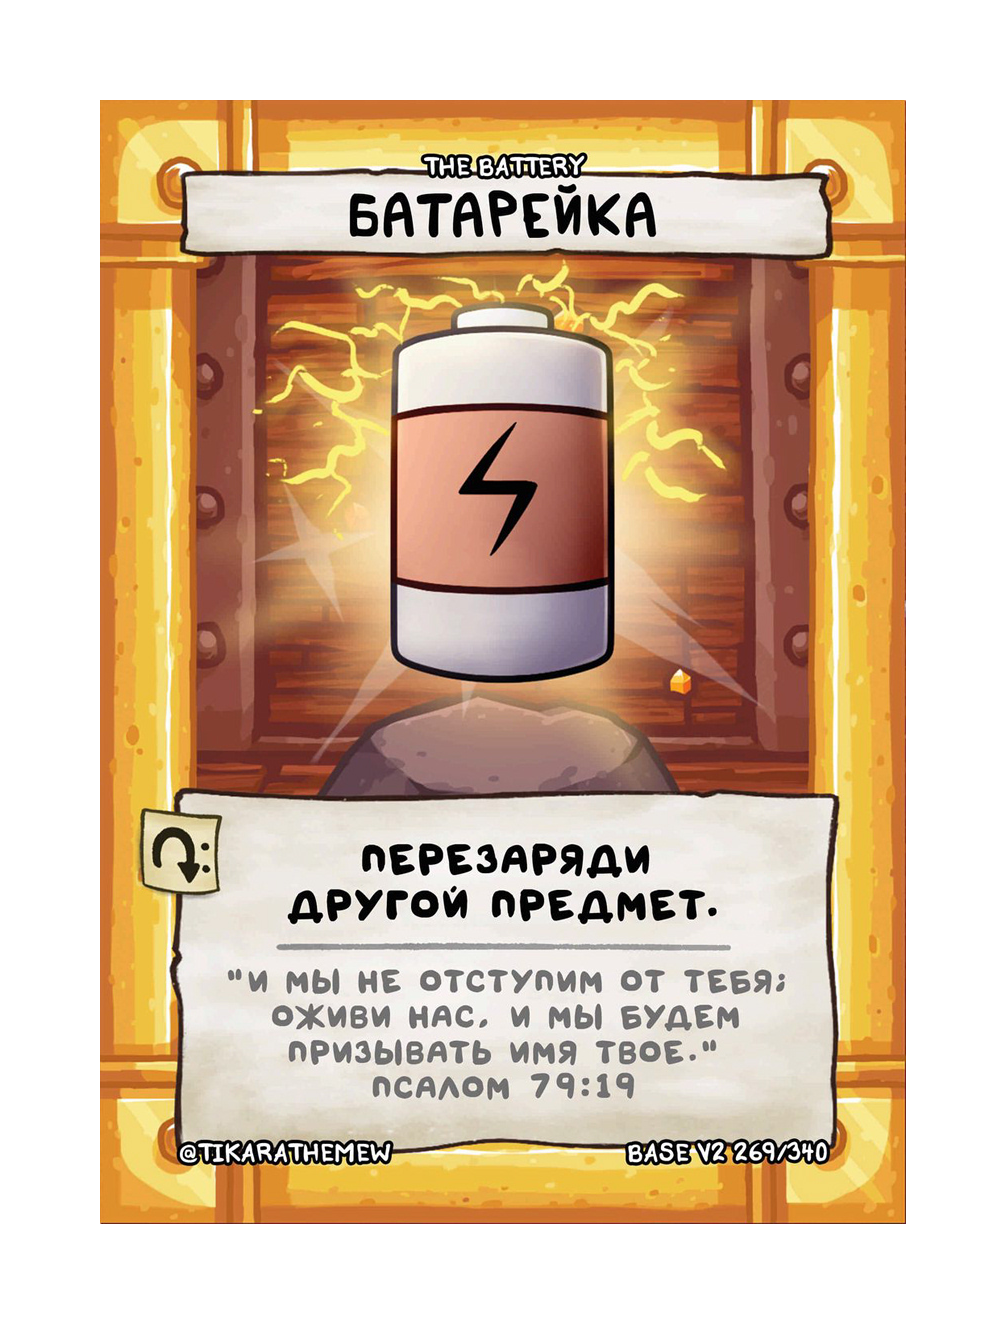 THE BATTERY
БАТАРЕЙКА
ПЕРЕЗАРЯДИ
ДРУГОЙ ПРЕДМЕТ.
"И МЫ НЕ ОТСТУПИМ ОТ ТЕБЯ;
ОЖИВИ НАС, И МЫ БУДЕМ
ПРИЗЫВАТЬ ИМЯ ТВОЕ."
ПСАЛОМ 79:19
@TIKARATHEMEW
BASE V2 269/340